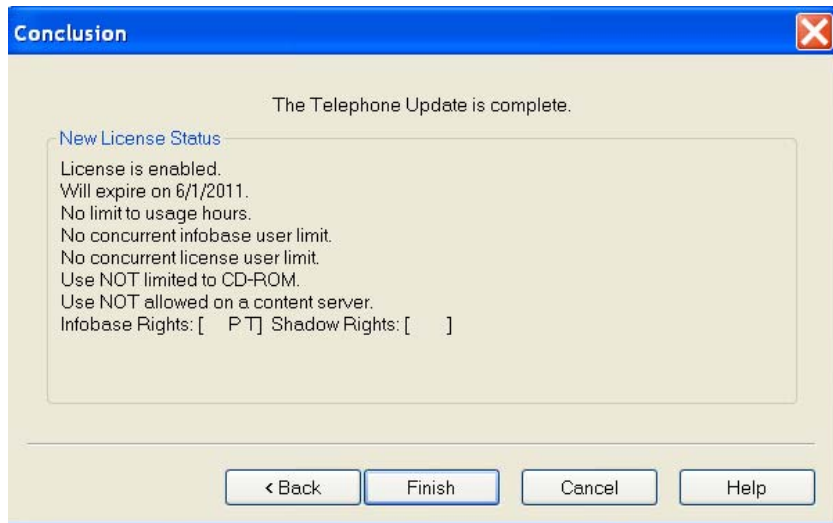 Conclusion
The Telephone Update is complete.
New License Status
License is enabled.
Will expire on 6/1/2011.
No limit to usage hours.
No concurrent infobase user limit.
No concurrent license user limit.
Use NOT limited to CD-ROM.
Use NOT allowed on a content server.
Infobase Rights: [    P T] Shadow Rights: [      ]
< Back
Finish
Cancel
Help